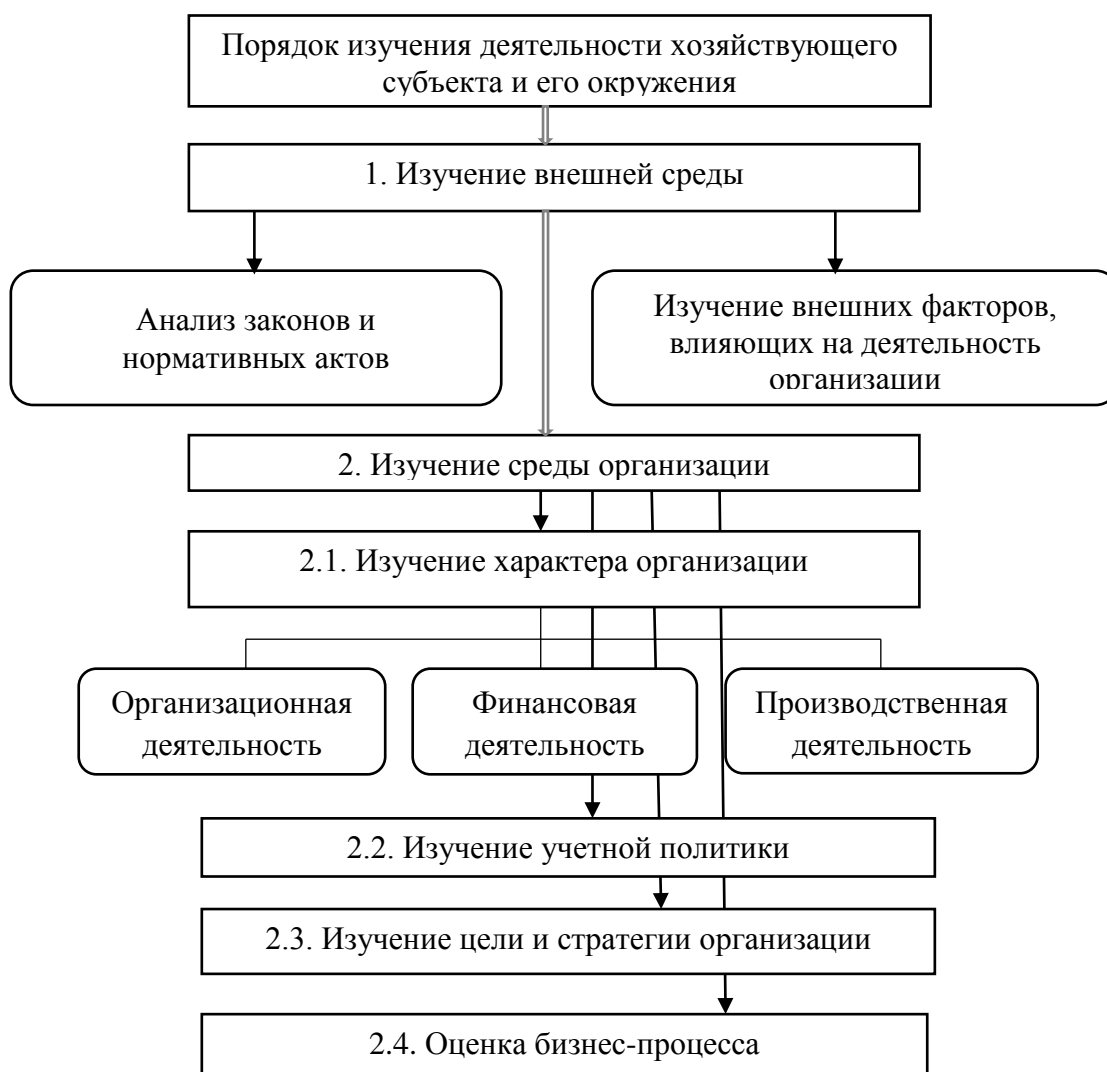 Порядок изучения деятельности хозяйствующего
субъекта и его окружения
1. Изучение внешней среды
Анализ законов и
нормативных актов
Изучение внешних факторов,
влияющих на деятельность
организации
2. Изучение среды организации
2.1. Изучение характера организации
Организационная
деятельность
Финансовая
деятельность
Производственная
деятельность
2.2. Изучение учетной политики
2.3. Изучение цели и стратегии организации
2.4. Оценка бизнес-процесса